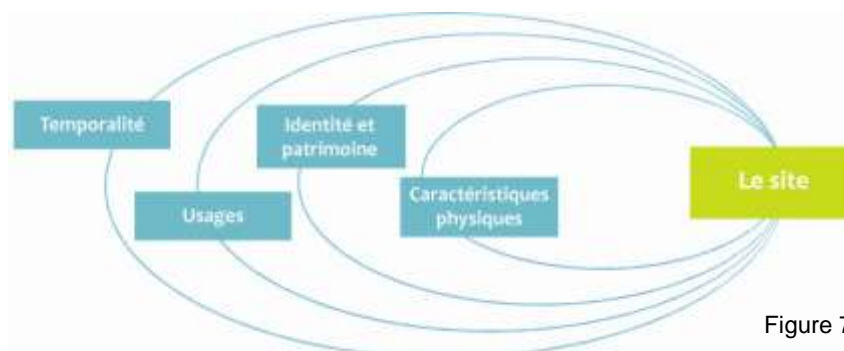 Temporalité
Identité et
patrimoine
Usages
Caractéristiques
physiques
Le site
Figure 7